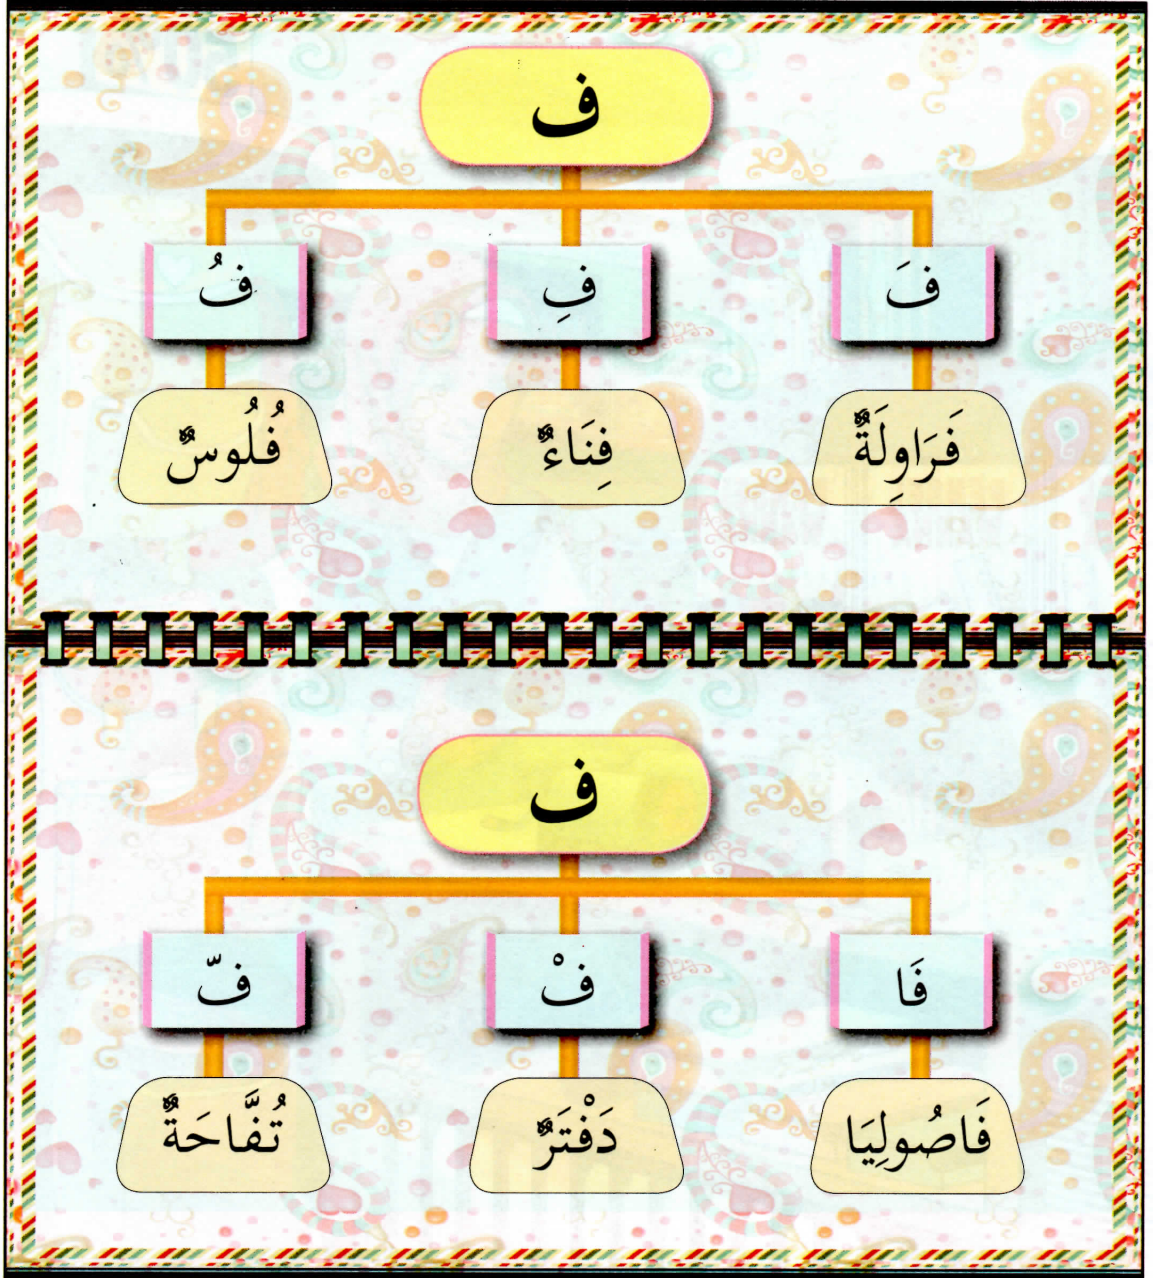 ف
فَ فِ فُ
فَرَاوِلَةٌ فِنَاءٌ فُلُوسٌ
ف
فَا فْ فّ
فَاصُولِيَا دَفْتَرٌ تُفَّاحَةٌ